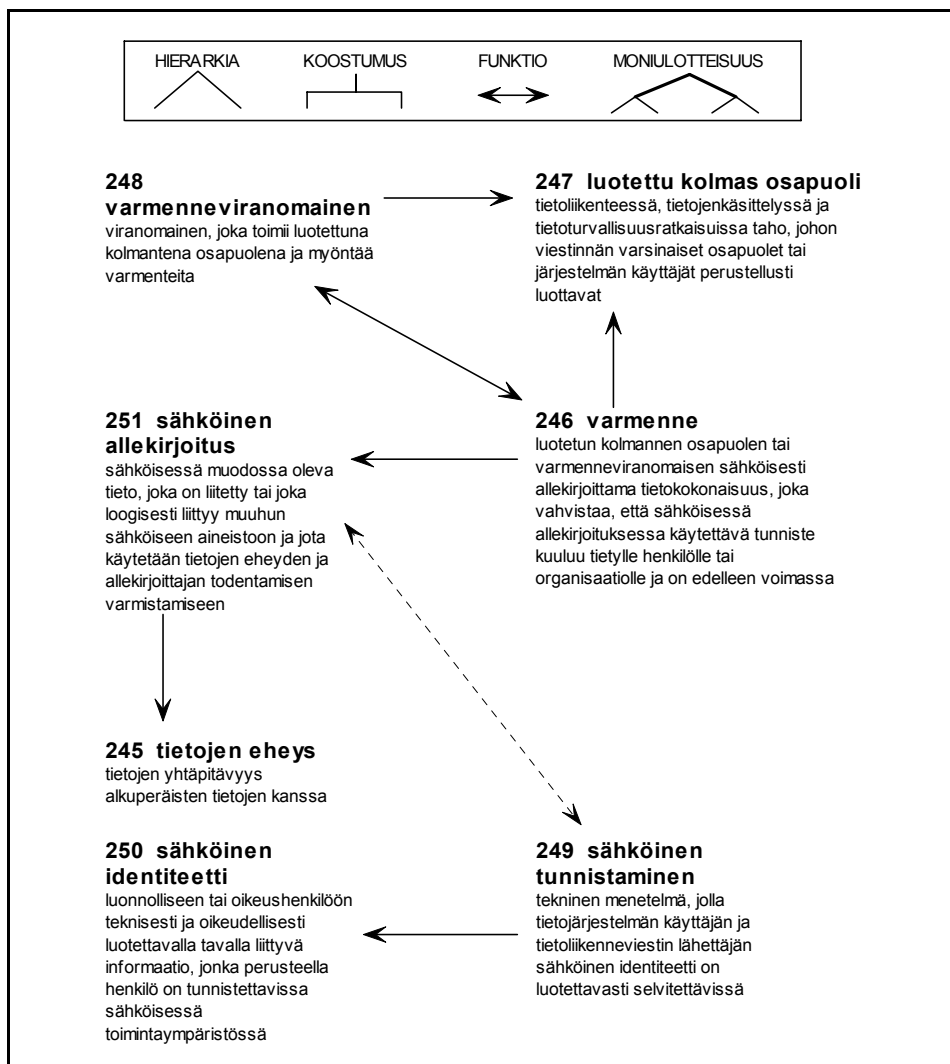 HIERARKIA KOOSTUMUS FUNKTIO MONIULOTTEISUUS
248
varmenneviranomainen
viranomainen, joka toimii luotettuna
kolmantena osapuolena ja myöntää
varmenteita
247 luotettu kolmas osapuoli
tietoliikenteessä, tietojenkäsittelyssä ja
tietoturvallisuusratkaisuissa taho, johon
viestinnän varsinaiset osapuolet tai
järjestelmän käyttäjät perustellusti
luottavat
251 sähköinen
allekirjoitus
sähköisessä muodossa oleva
tieto, joka on liitetty tai joka
loogisesti liittyy muuhun
sähköiseen aineistoon ja jota
käytetään tietojen eheyden ja
allekirjoittajan todentamisen
varmistamiseen
246 varmenne
luotetun kolmannen osapuolen tai
varmenneviranomaisen sähköisesti
allekirjoittama tietokokonaisuus, joka
vahvistaa, että sähköisessä
allekirjoituksessa käytettävä tunniste
kuuluu tietylle henkilölle tai
organisaatiolle ja on edelleen voimassa
245 tietojen eheys
tietojen yhtäpitävyys
alkuperäisten tietojen kanssa
250 sähköinen
identiteetti
luonnolliseen tai oikeushenkilöön
teknisesti ja oikeudellisesti
luotettavalla tavalla liittyvä
informaatio, jonka perusteella
henkilö on tunnistettavissa
sähköisessä
toimintaympäristössä
249 sähköinen
tunnistaminen
tekninen menetelmä, jolla
tietojärjestelmän käyttäjän ja
tietoliikenneviestin lähettäjän
sähköinen identiteetti on
luotettavasti selvitettävissä